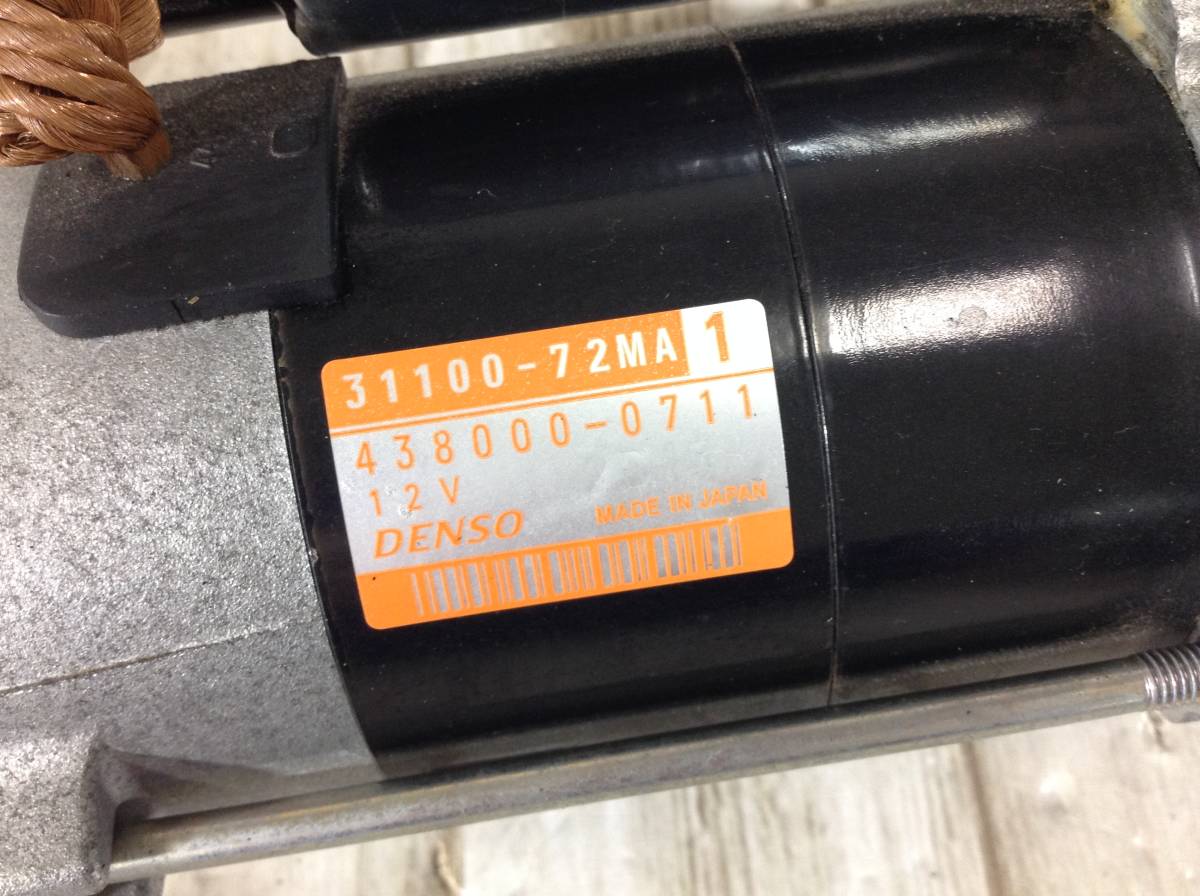 31100-72MA 1
438000-0711
12V
DENSO MADE IN JAPAN